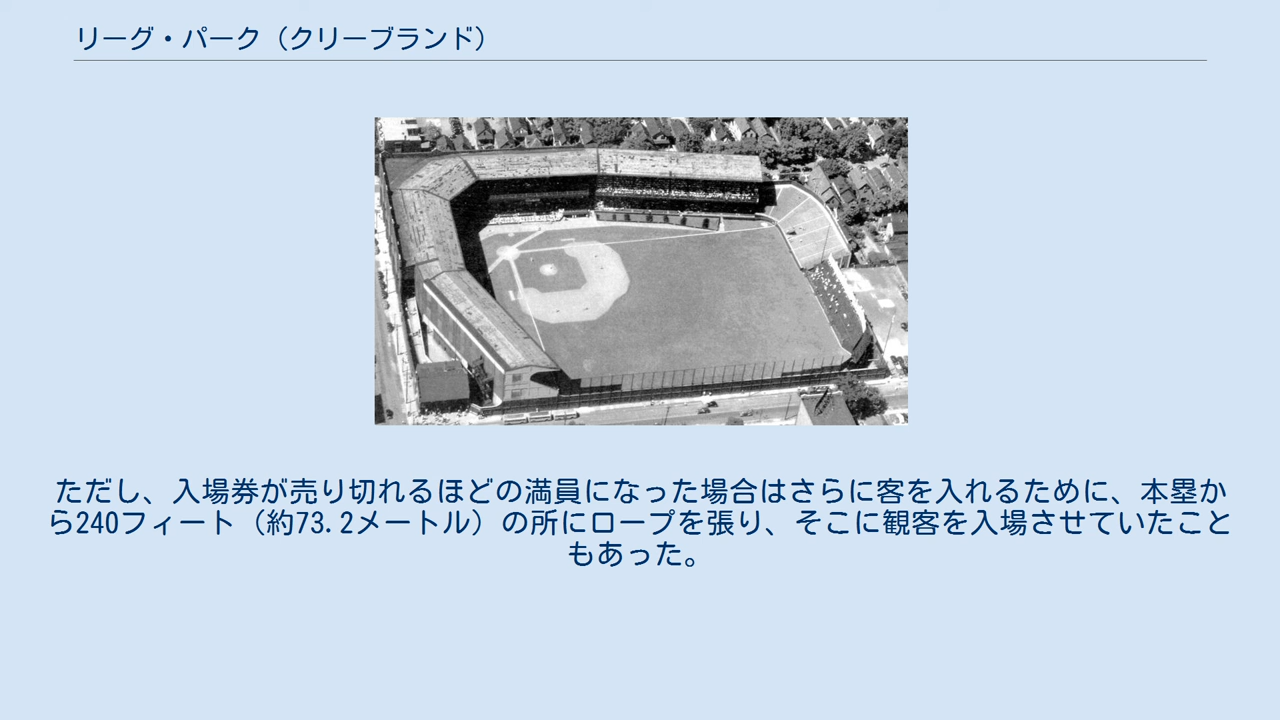 リーグ・パーク（クリーブランド）
ただし、入場券が売り切れるほどの満員になった場合はさらに客を入れるために、本塁か
ら240フィート（約73.2メートル）の所にロープを張り、そこに観客を入場させていたこと
もあった。